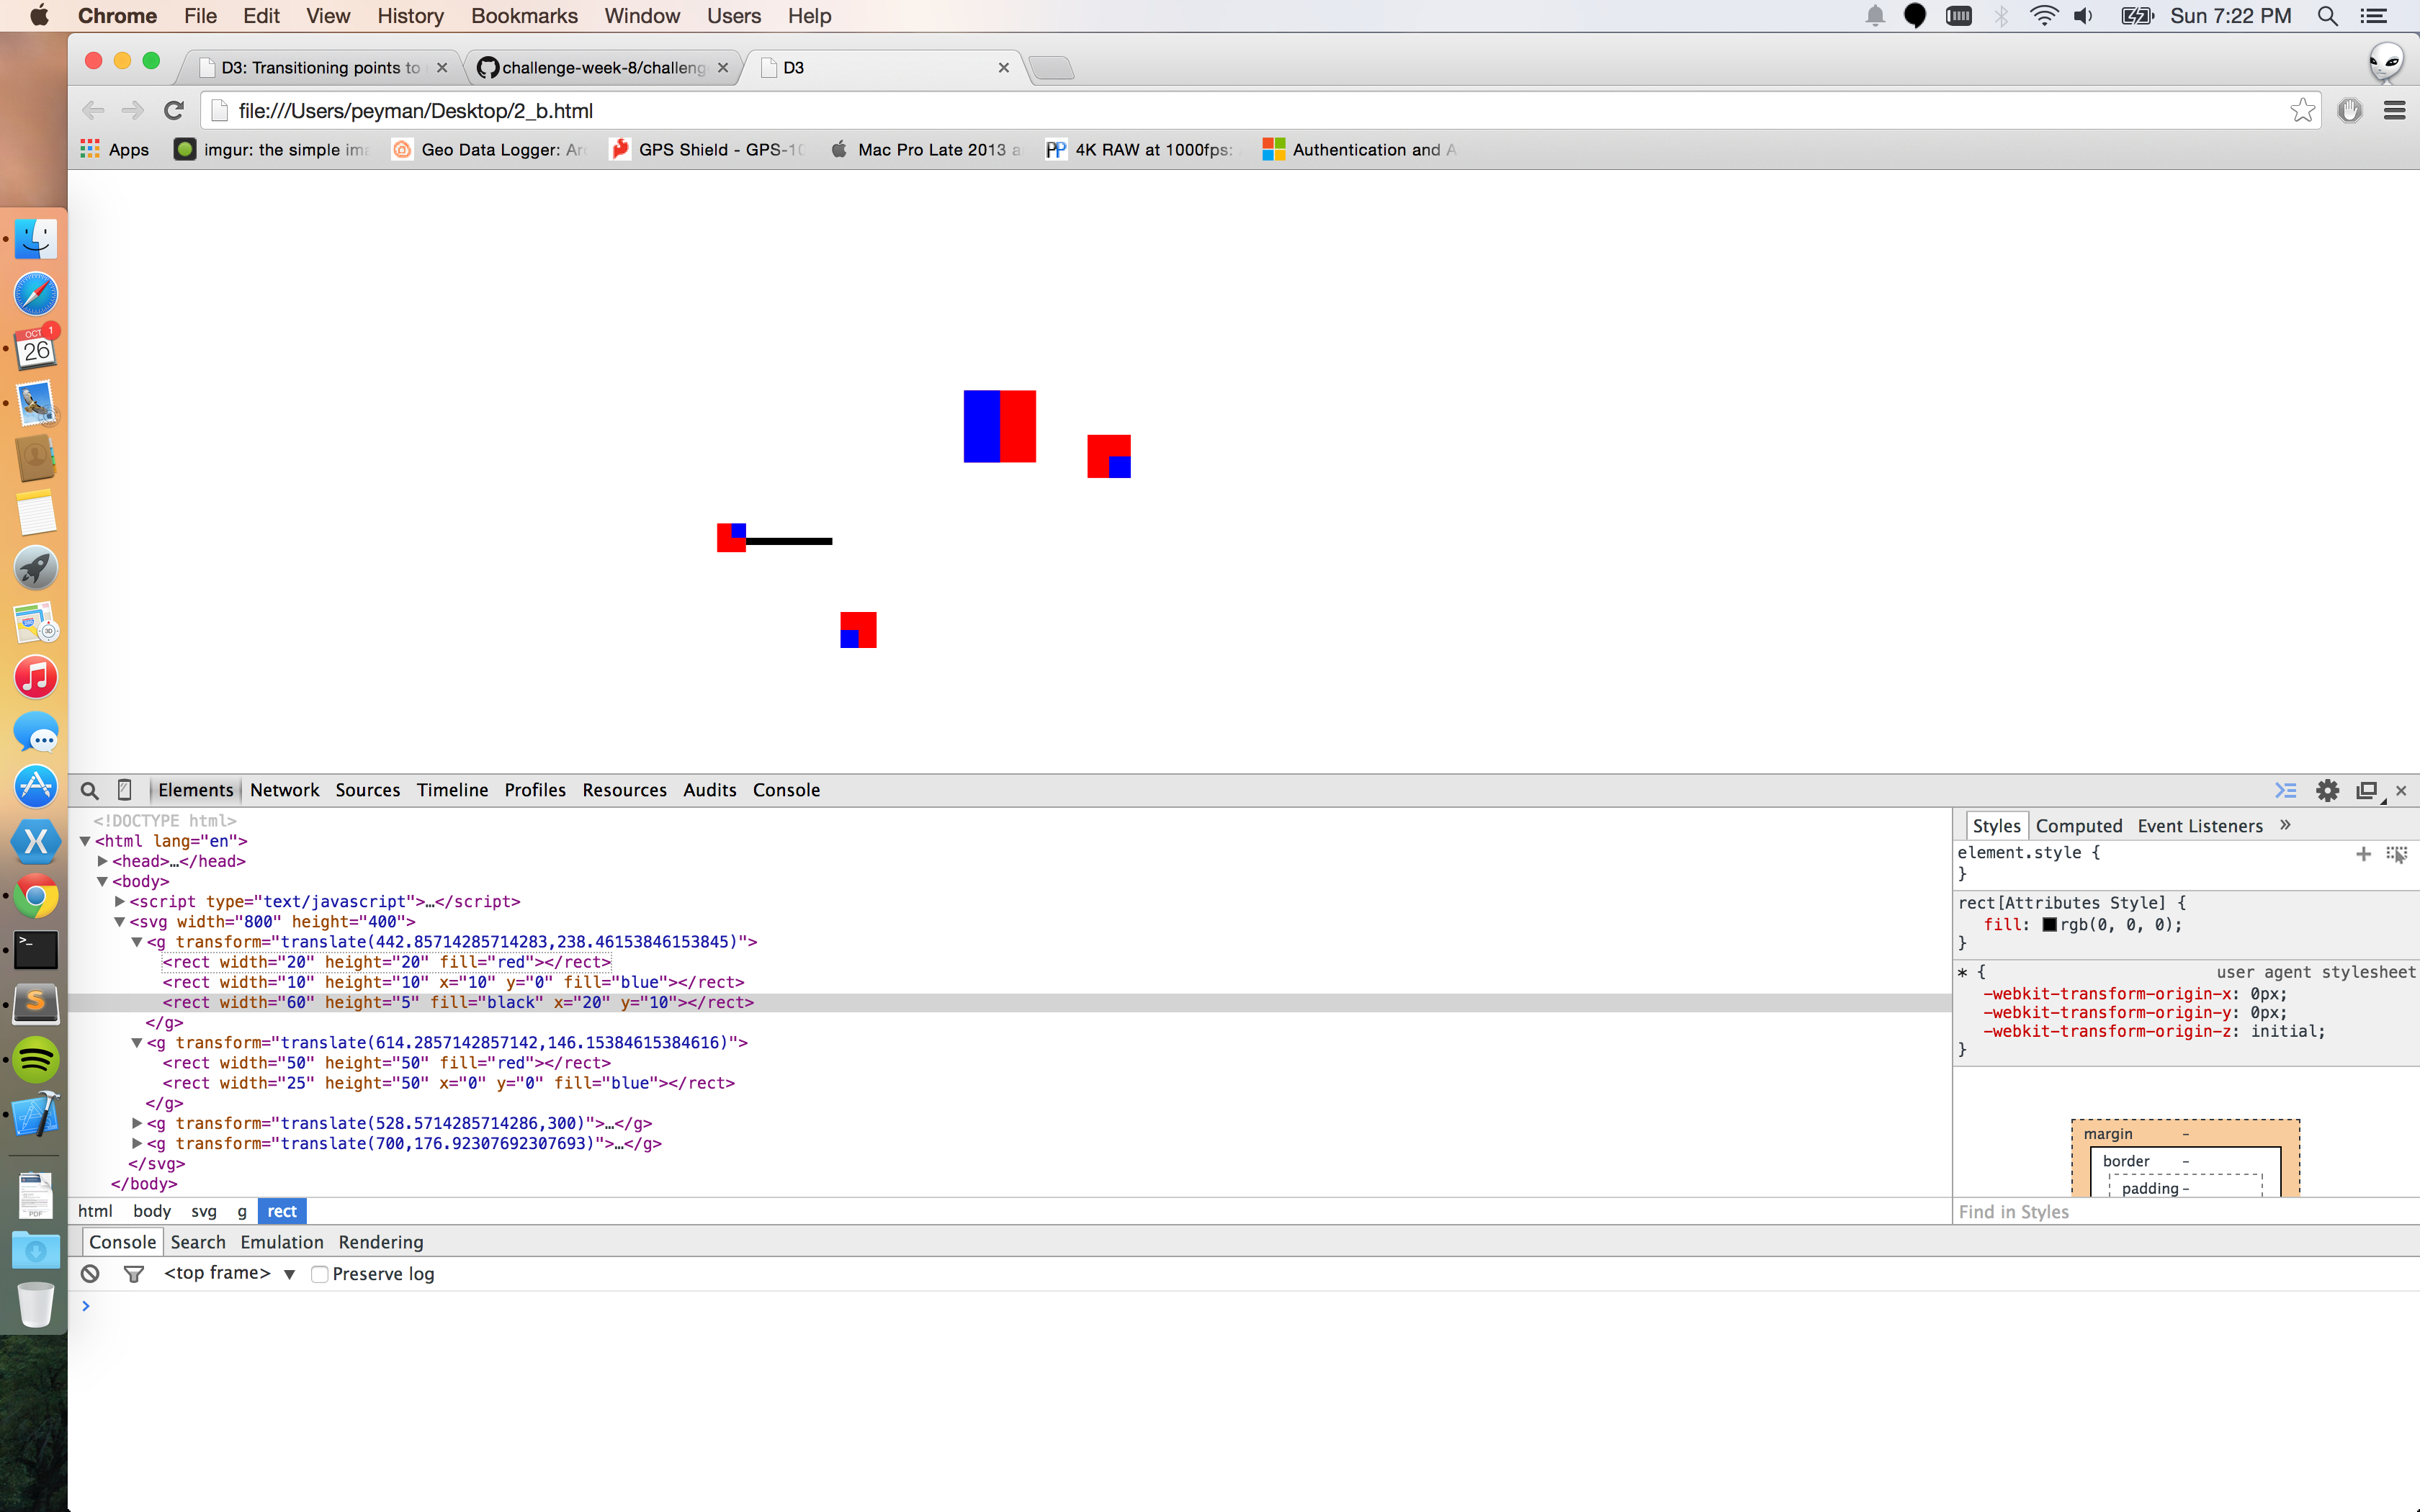 Chrome File Edit View History Bookmarks Window Users Help Sun 7:22 PM
D3: Transitioning points to challenge-week-8/challeng D3
file:///Users/peyman/Desktop/2_b.html
Apps imgur: the simple im Geo Data Logger: Ar GPS Shield - GPS-10 Mac Pro Late 2013 a PP 4K RAW at 1000fps: Authentication and A
OCT 1
26
Elements Network Sources Timeline Profiles Resources Audits Console
<!DOCTYPE html>
▼<html lang="en">
▶<head>…</head>
▼<body>
▶<script type="text/javascript">…</script>
▼<svg width="800" height="400">
▼<g transform="translate(442.85714285714283,238.46153846153845)">
<rect width="20" height="20" fill="red"></rect>
<rect width="10" height="10" x="10" y="0" fill="blue"></rect>
<rect width="60" height="5" fill="black" x="20" y="10"></rect>
</g>
▼<g transform="translate(614.2857142857142,146.15384615384616)">
<rect width="50" height="50" fill="red"></rect>
<rect width="25" height="50" x="0" y="0" fill="blue"></rect>
</g>
▶<g transform="translate(528.5714285714286,300)">…</g>
▶<g transform="translate(700,176.92307692307693)">…</g>
</svg>
</body>
Styles Computed Event Listeners »
element.style {
}
rect[Attributes Style] {
fill: rgb(0, 0, 0);
}
* { user agent stylesheet
-webkit-transform-origin-x: 0px;
-webkit-transform-origin-y: 0px;
-webkit-transform-origin-z: initial;
}
margin -
border -
padding -
html body svg g rect
Find in Styles
Console Search Emulation Rendering
<top frame> ▼ Preserve log
>
PDF